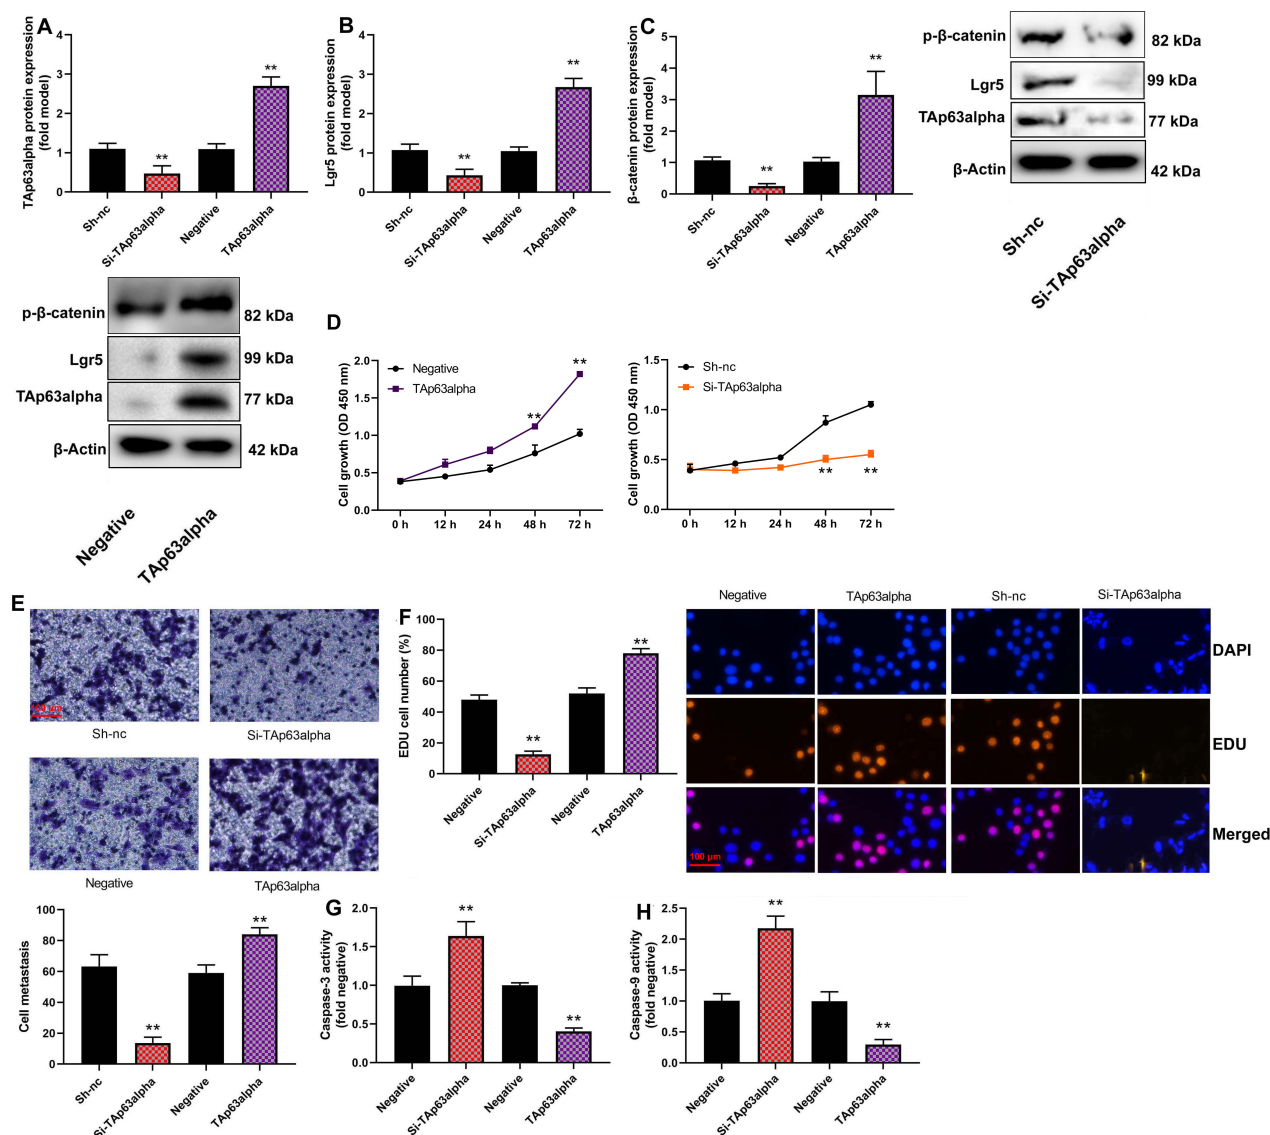 A
TAp63alpha protein expression
(fold model)
4
3
2
1
0
**
**
Sh-nc
Si-TAp63alpha
Negative
TAp63alpha
B
Lgr5 protein expression
(fold model)
4
3
2
1
0
**
**
Sh-nc
Si-TAp63alpha
Negative
TAp63alpha
C
β-catenin protein expression
(fold model)
5
4
3
2
1
0
**
**
Sh-nc
Si-TAp63alpha
Negative
TAp63alpha
p-β-catenin 82 kDa
Lgr5 99 kDa
TAp63alpha 77 kDa
β-Actin 42 kDa
Sh-nc
Si-TAp63alpha
p-β-catenin 82 kDa
Lgr5 99 kDa
TAp63alpha 77 kDa
β-Actin 42 kDa
Negative
TAp63alpha
D
Cell growth (OD 450 nm)
2.0
1.5
1.0
0.5
0.0
Negative
TAp63alpha
**
**
0 h 12 h 24 h 48 h 72 h
Cell growth (OD 450 nm)
1.5
1.0
0.5
0.0
Sh-nc
Si-TAp63alpha
** **
0 h 12 h 24 h 48 h 72 h
E
100 μm
Sh-nc Si-TAp63alpha
Negative TAp63alpha
Cell metastasis
100
80
60
40
20
0
**
**
Sh-nc
Si-TAp63alpha
Negative
TAp63alpha
F
EDU cell number (%)
100
80
60
40
20
0
**
**
Negative
Si-TAp63alpha
Negative
TAp63alpha
Negative TAp63alpha Sh-nc Si-TAp63alpha
DAPI
EDU
Merged
100 μm
G
Caspase-3 activity
(fold negative)
2.0
1.5
1.0
0.5
0.0
**
**
Negative
Si-TAp63alpha
Negative
TAp63alpha
H
Caspase-9 activity
(fold negative)
2.5
2.0
1.5
1.0
0.5
0.0
**
**
Negative
Si-TAp63alpha
Negative
TAp63alpha